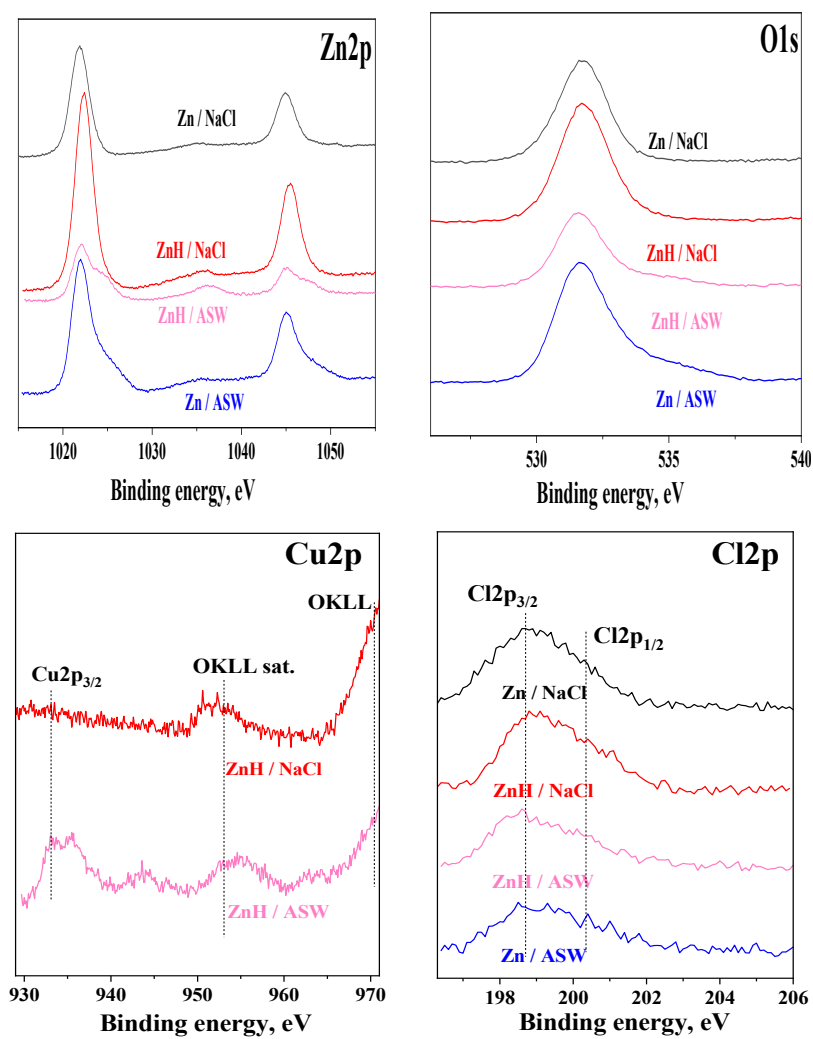 Zn2p
Zn / NaCl
ZnH / NaCl
ZnH / ASW
Zn / ASW
1020 1030 1040 1050
Binding energy, eV
O1s
Zn / NaCl
ZnH / NaCl
ZnH / ASW
Zn / ASW
530 535 540
Binding energy, eV
Cu2p
OKLL
OKLL sat.
Cu2p3/2
ZnH / NaCl
ZnH / ASW
930 940 950 960 970
Binding energy, eV
Cl2p
Cl2p3/2
Cl2p1/2
Zn / NaCl
ZnH / NaCl
ZnH / ASW
Zn / ASW
198 200 202 204 206
Binding energy, eV